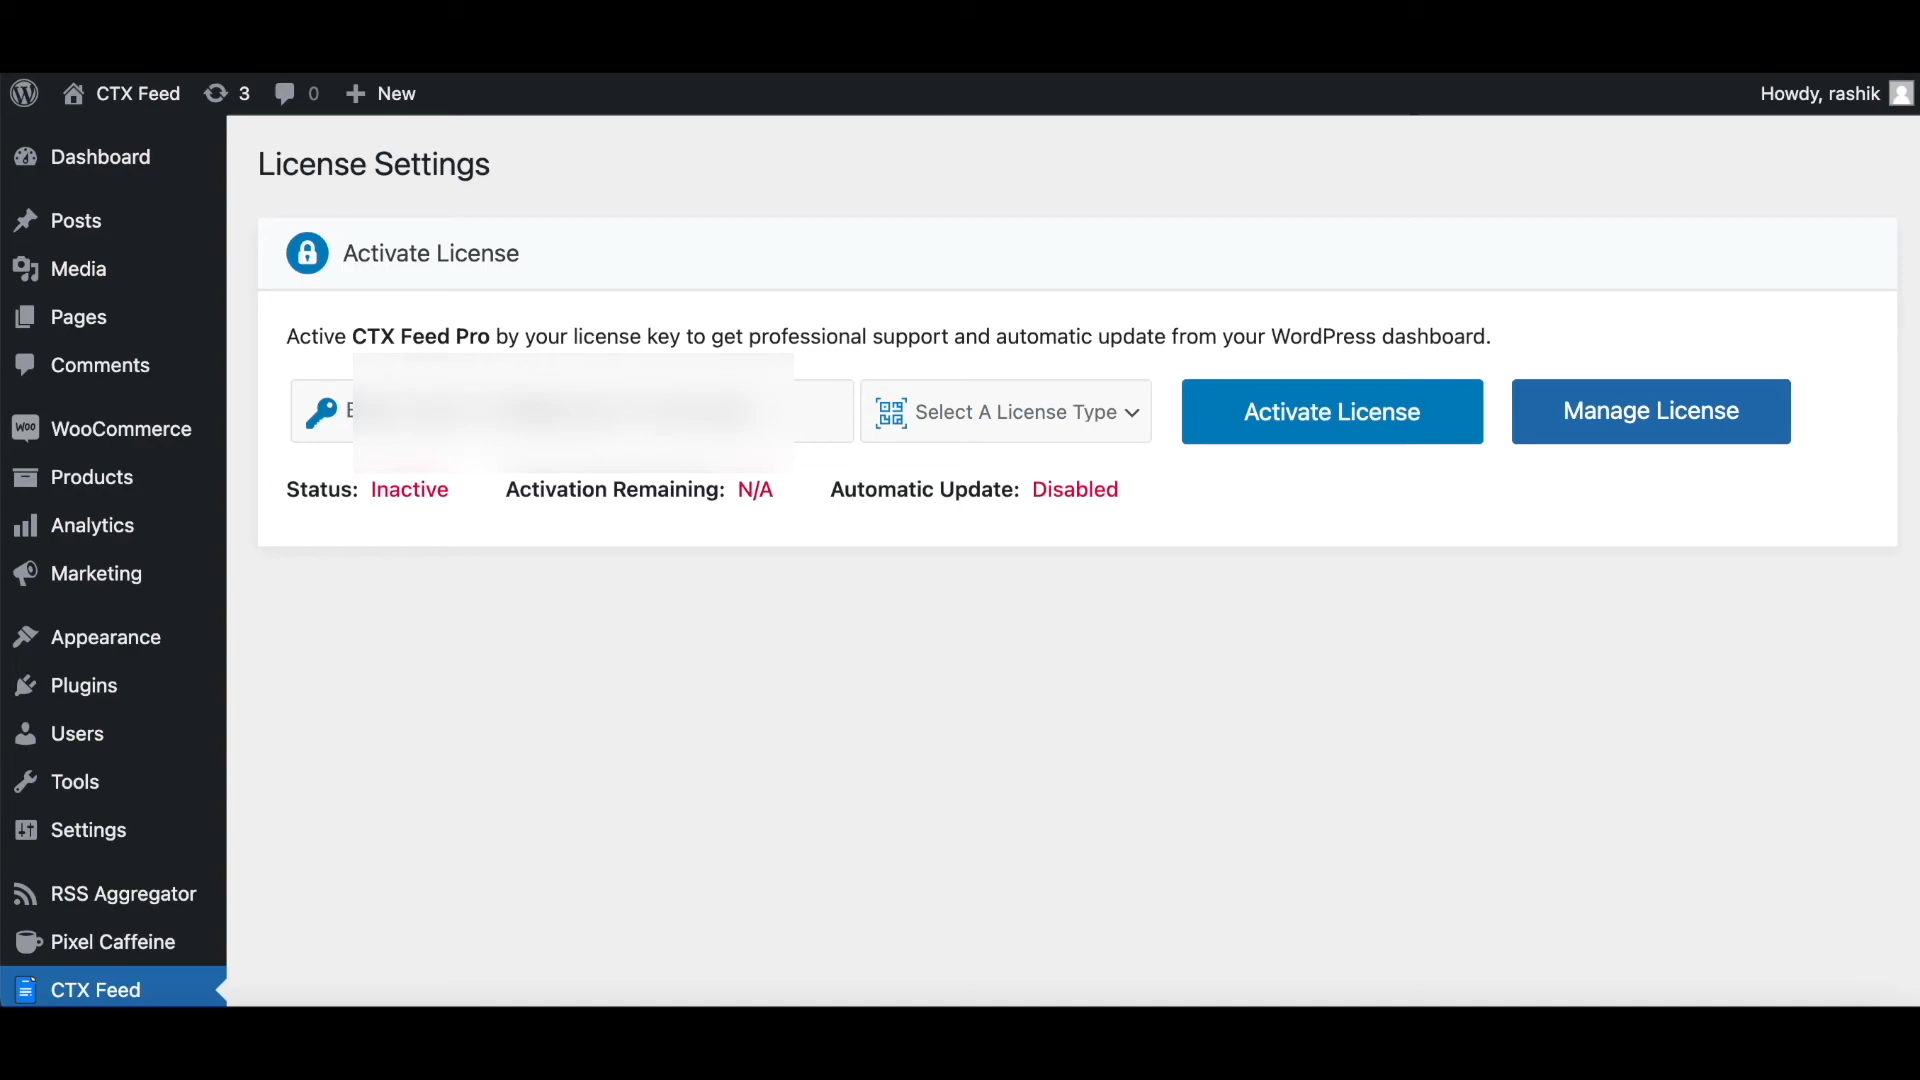 CTX Feed 3 0 New
Howdy, rashik
Dashboard
Posts
Media
Pages
Comments
WooCommerce
Products
Analytics
Marketing
Appearance
Plugins
Users
Tools
Settings
RSS Aggregator
Pixel Caffeine
CTX Feed
License Settings
Activate License
Active CTX Feed Pro by your license key to get professional support and automatic update from your WordPress dashboard.
Select A License Type
Activate License
Manage License
Status: Inactive Activation Remaining: N/A Automatic Update: Disabled